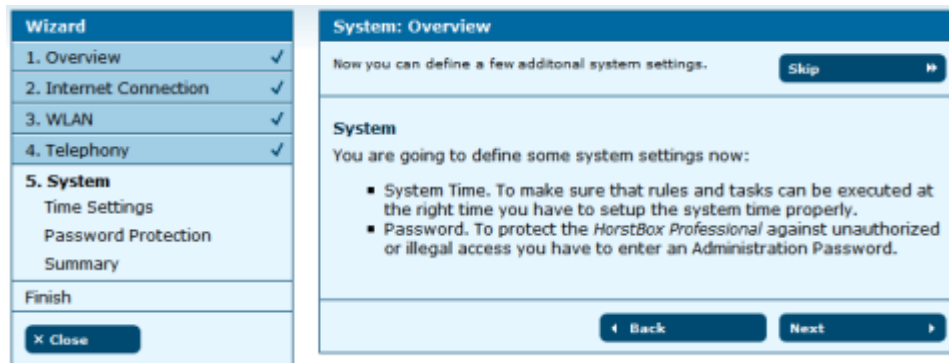 Wizard
1. Overview
2. Internet Connection
3. WLAN
4. Telephony
5. System
Time Settings
Password Protection
Summary
Finish
× Close
System: Overview
Now you can define a few additonal system settings.
Skip
System
You are going to define some system settings now:
System Time. To make sure that rules and tasks can be executed at
the right time you have to setup the system time properly.
Password. To protect the HorstBox Professional against unauthorized
or illegal access you have to enter an Administration Password.
Back
Next